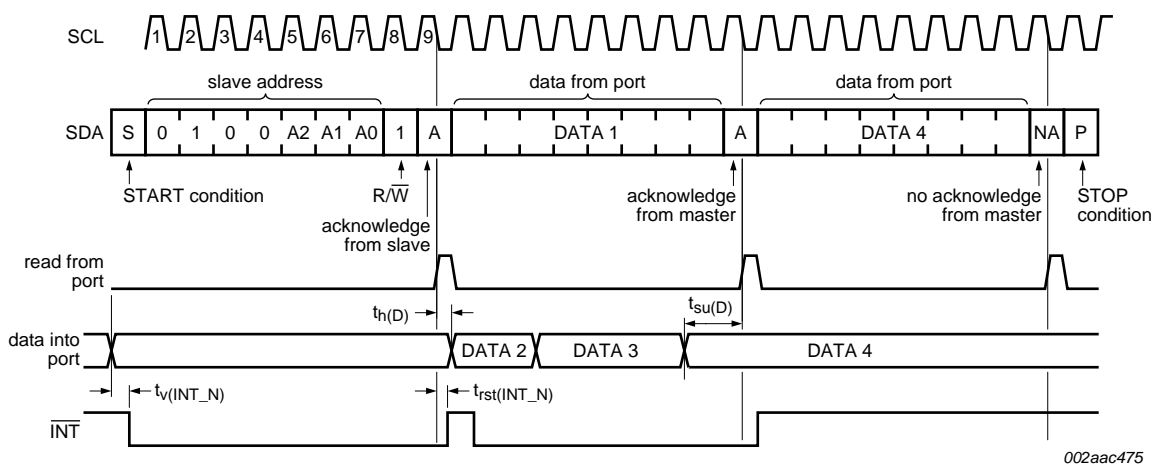 SCL 1 2 3 4 5 6 7 8 9
slave address data from port data from port
SDA S 0 1 0 0 A2 A1 A0 1 A DATA 1 A DATA 4 NA P
START condition R/W̅ acknowledge from slave acknowledge from master no acknowledge from master STOP condition
read from port
th(D) tsu(D)
data into port DATA 2 DATA 3 DATA 4
tv(INT_N) trst(INT_N)
I̅N̅T̅
002aac475